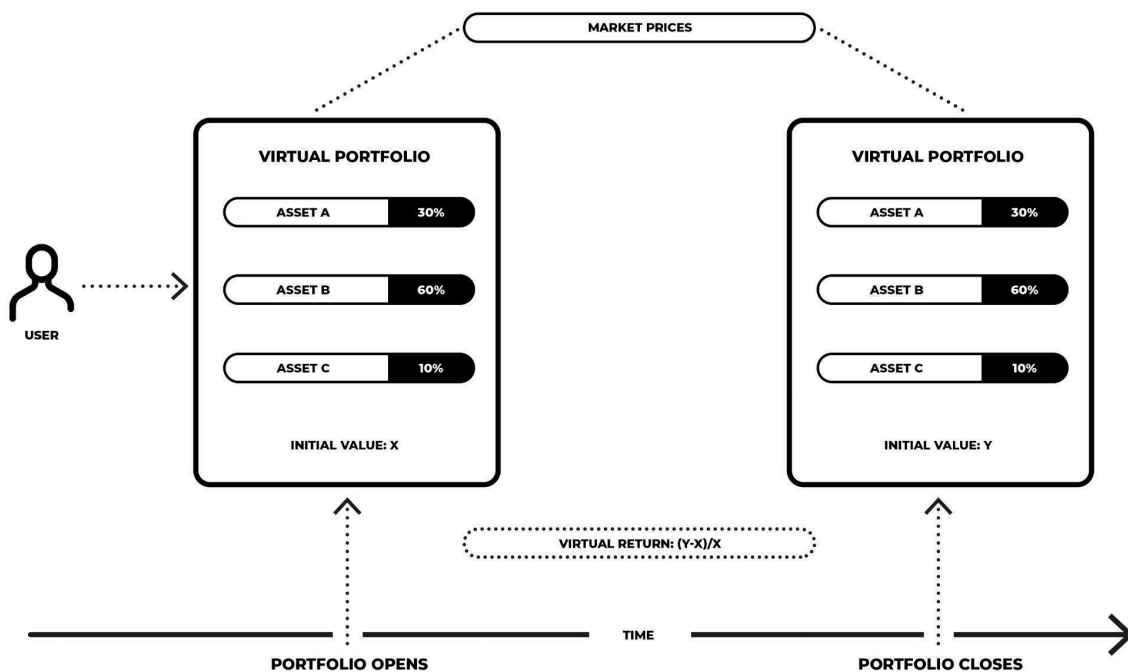 MARKET PRICES
VIRTUAL PORTFOLIO
ASSET A 30%
ASSET B 60%
ASSET C 10%
INITIAL VALUE: X
VIRTUAL PORTFOLIO
ASSET A 30%
ASSET B 60%
ASSET C 10%
INITIAL VALUE: Y
USER
VIRTUAL RETURN: (Y-X)/X
TIME
PORTFOLIO OPENS
PORTFOLIO CLOSES